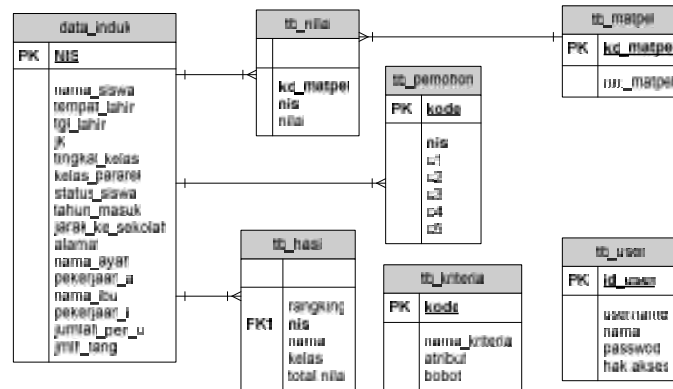 data_induk
PK NIS
nama_siswa
tempat_lahir
tgl_lahir
jk
tingkat_kelas
kelas_pararel
status_siswa
tahun_masuk
jarak_ke_sekolah
alamat
nama_ayah
pekerjaan_a
nama_ibu
pekerjaan_i
jumlah_per_u
jmlh_tang
tb_nilai
kd_matpel
nis
nilai
tb_matpel
PK kd_matpel
nm_matpel
tb_pemohon
PK kode
nis
c1
c2
c3
c4
c5
tb_hasil
rangking
FK1 nis
nama
kelas
total nilai
tb_kriteria
PK kode
nama_kriteria
atribut
bobot
tb_user
PK id_user
username
nama
passwod
hak akses